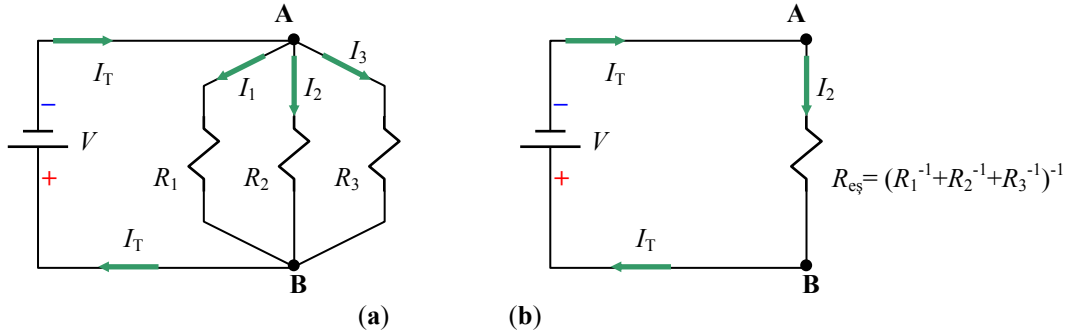 A
I_T
I_1
I_2
I_3
−
V
+
R_1
R_2
R_3
I_T
B
(a)
A
I_T
I_2
−
V
+
R_eş= (R_1^-1+R_2^-1+R_3^-1)^-1
I_T
B
(b)